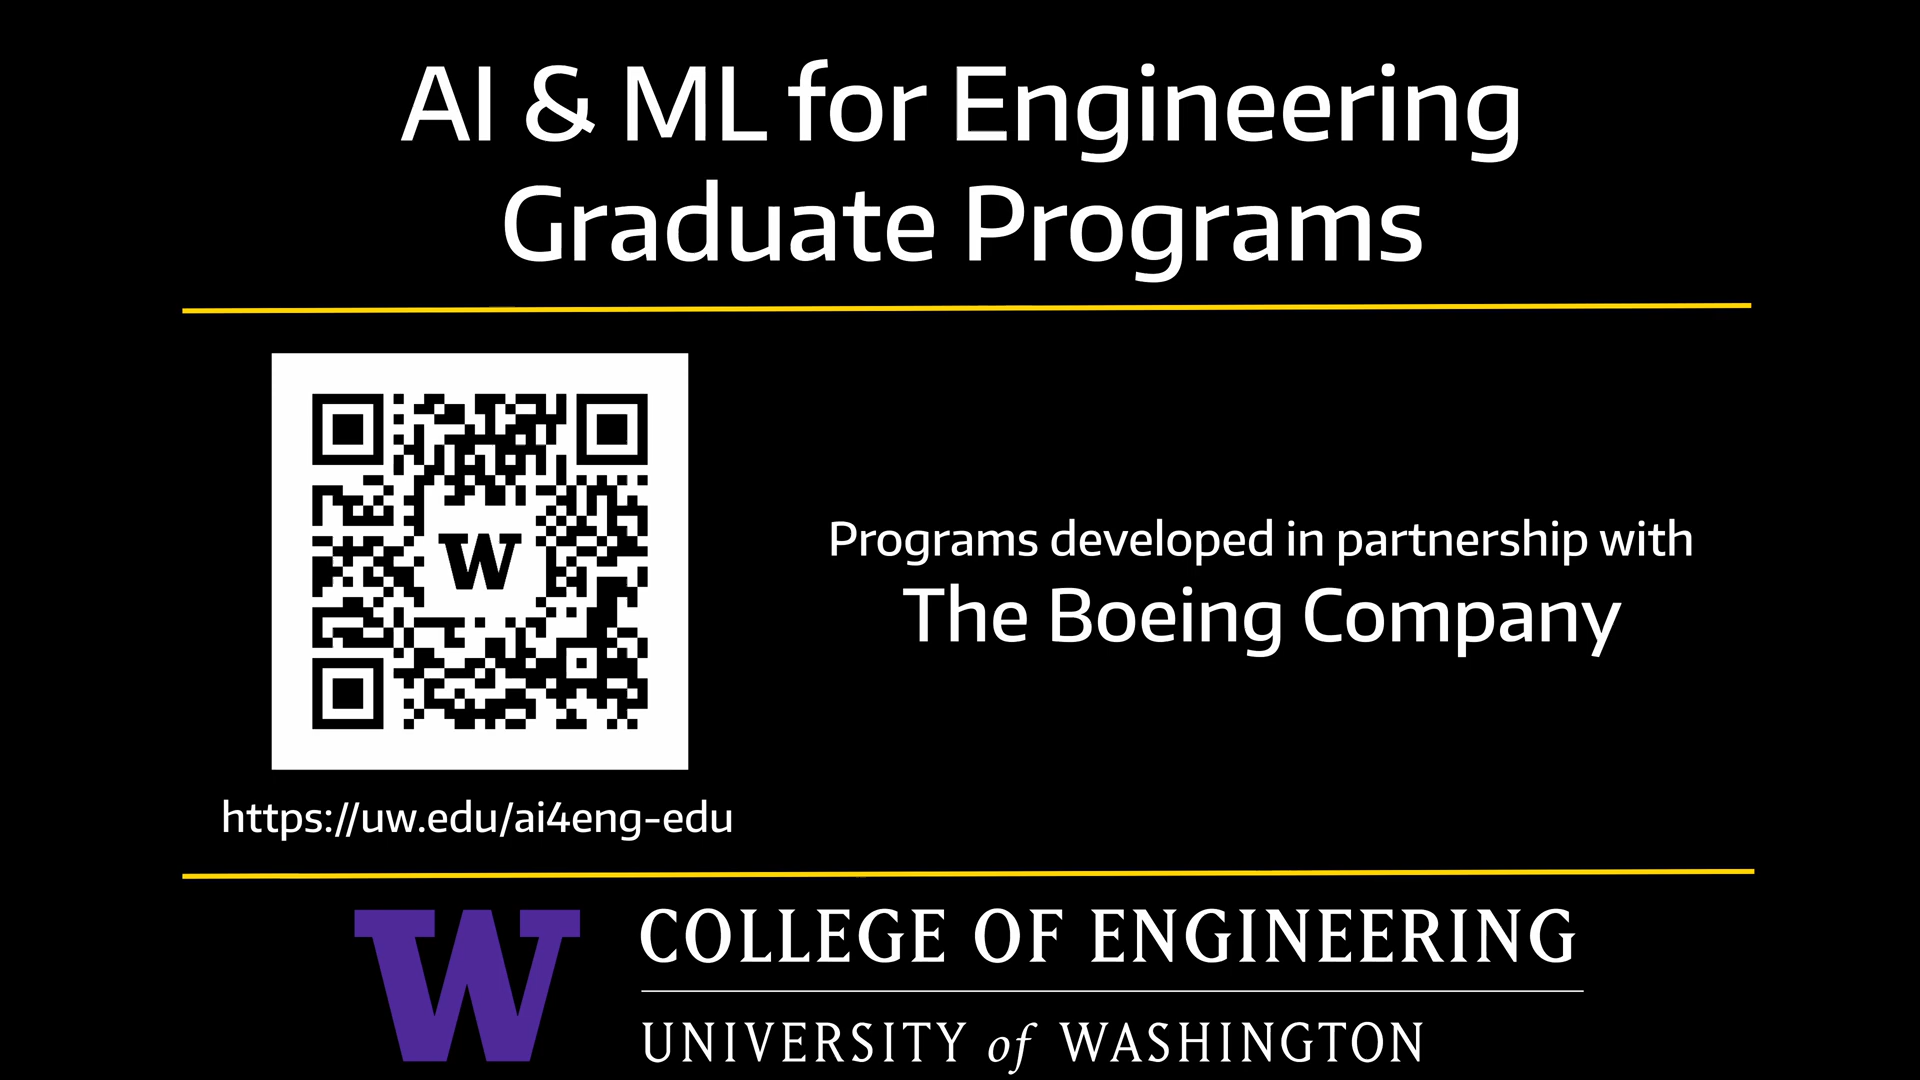 AI & ML for Engineering
Graduate Programs
W
https://uw.edu/ai4eng-edu
Programs developed in partnership with
The Boeing Company
W
COLLEGE OF ENGINEERING
UNIVERSITY of WASHINGTON